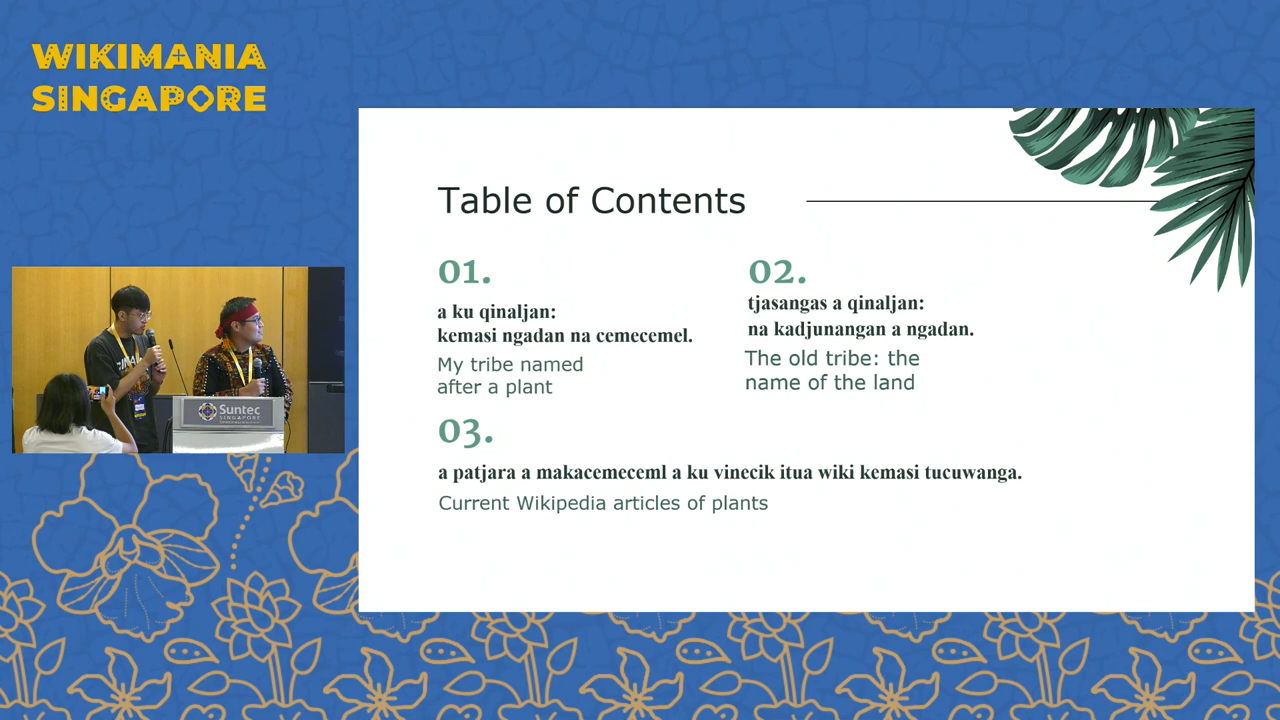 WIKIMANIA
SINGAPORE
Table of Contents
01.
a ku qinaljan:
kemasi ngadan na cemecemel.
My tribe named
after a plant
02.
tjasangas a qinaljan:
na kadjunangan a ngadan.
The old tribe: the
name of the land
03.
a patjara a makacemeceml a ku vinecik itua wiki kemasi tucuwanga.
Current Wikipedia articles of plants
Suntec
SINGAPORE